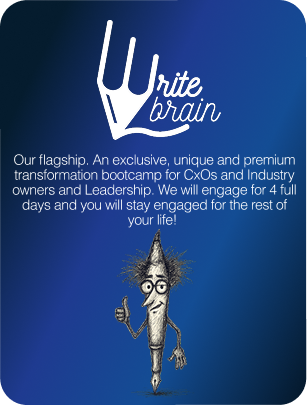 Write
brain
Our flagship. An exclusive, unique and premium
transformation bootcamp for CxOs and Industry
owners and Leadership. We will engage for 4 full
days and you will stay engaged for the rest of
your life!